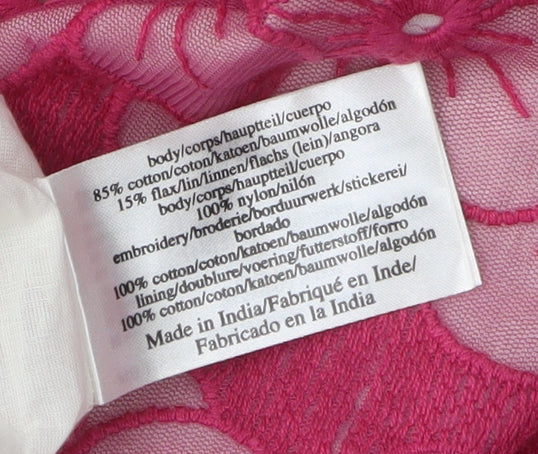 body/corps/hauptteil/cuerpo
85% cotton/coton/katoen/baumwolle/algodón
15% flax/lin/linnen/flachs (lein)/angora
body/corps/hauptteil/cuerpo
100% nylon/nilón
embroidery/broderie/borduurwerk/stickerei/
bordado
100% cotton/coton/katoen/baumwolle/algodón
lining/doublure/voering/futterstoff/forro
100% cotton/coton/katoen/baumwolle/algodón
Made in India/Fabriqué en Inde/
Fabricado en la India